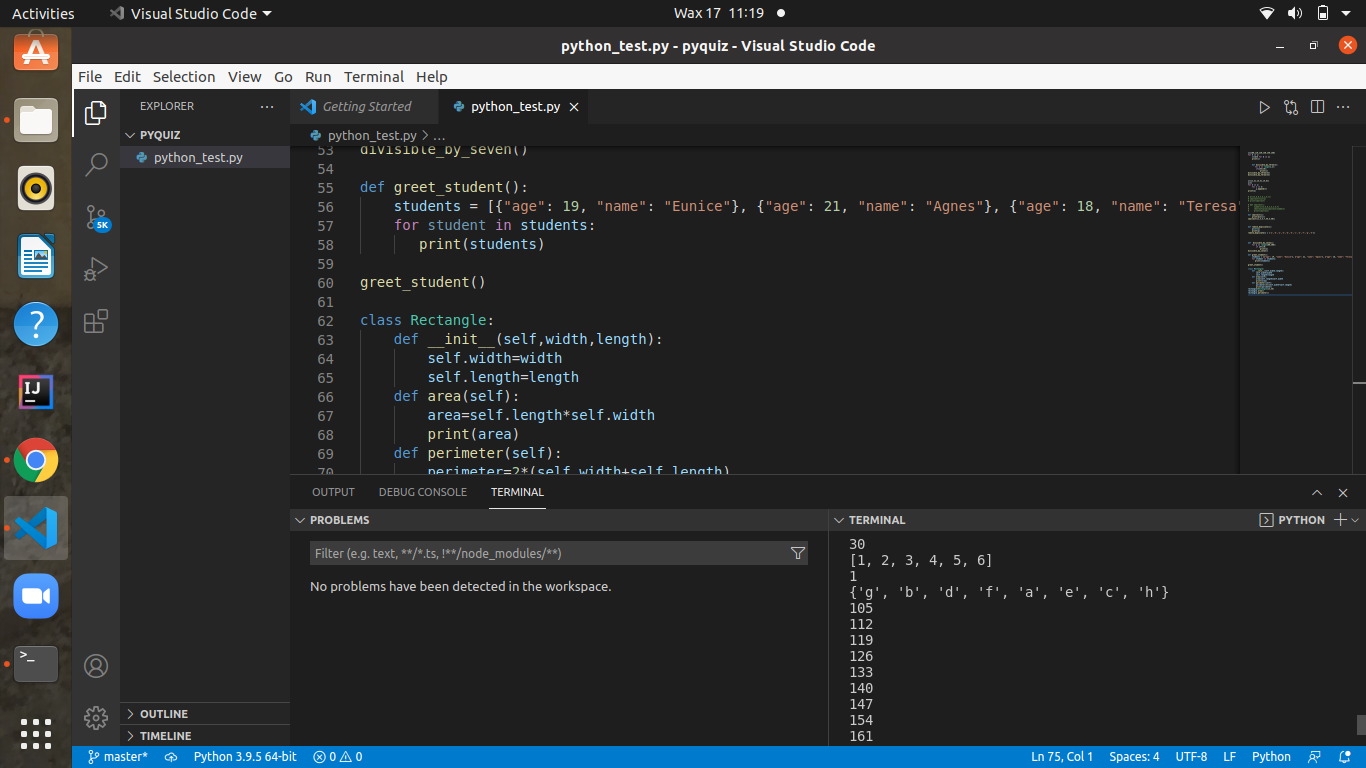 Activities Visual Studio Code Wax 17 11:19
python_test.py - pyquiz - Visual Studio Code
File Edit Selection View Go Run Terminal Help
EXPLORER
Getting Started
python_test.py
PYQUIZ
python_test.py
python_test.py > ...
53 divisible_by_seven()
54
55 def greet_student():
56 students = [{"age": 19, "name": "Eunice"}, {"age": 21, "name": "Agnes"}, {"age": 18, "name": "Teresa"
57 for student in students:
58 print(students)
59
60 greet_student()
61
62 class Rectangle:
63 def __init__(self,width,length):
64 self.width=width
65 self.length=length
66 def area(self):
67 area=self.length*self.width
68 print(area)
69 def perimeter(self):
70 perimeter=2*(self.width+self.length)
5K
IJ
>_
OUTPUT DEBUG CONSOLE TERMINAL
PROBLEMS
Filter (e.g. text, **/*.ts, !**/node_modules/**)
No problems have been detected in the workspace.
TERMINAL
PYTHON
30
[1, 2, 3, 4, 5, 6]
1
{'g', 'b', 'd', 'f', 'a', 'e', 'c', 'h'}
105
112
119
126
133
140
147
154
161
OUTLINE
TIMELINE
master* Python 3.9.5 64-bit 0 0 Ln 75, Col 1 Spaces: 4 UTF-8 LF Python